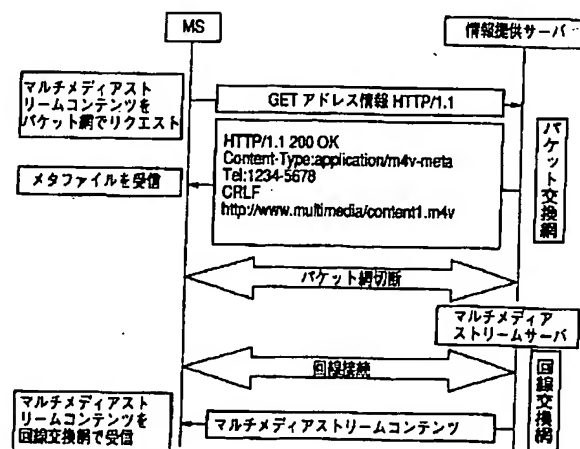 MS
情報提供サーバ
マルチメディアスト
リームコンテンツを
パケット網でリクエスト
GET アドレス情報 HTTP/1.1
HTTP/1.1 200 OK
Content-Type:application/m4v-meta
Tel:1234-5678
CRLF
http://www.multimedia/content1.m4v
メタファイルを受信
パケット交換網
パケット網切断
マルチメディア
ストリームサーバ
回線接続
回線交換網
マルチメディアスト
リームコンテンツを
回線交換網で受信
マルチメディアストリームコンテンツ